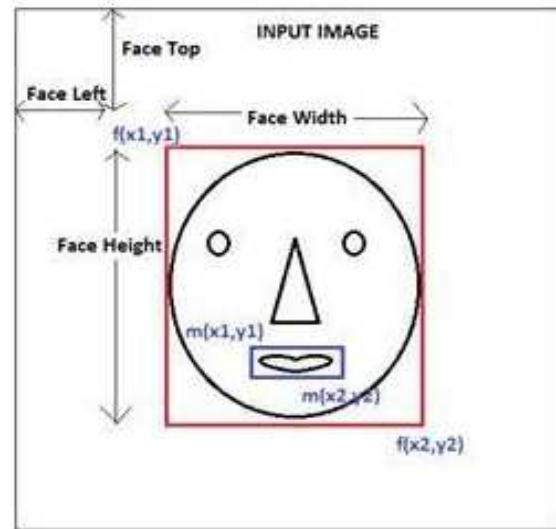 INPUT IMAGE
Face Top
Face Left
Face Width
f(x1,y1)
Face Height
m(x1,y1)
m(x2,y2)
f(x2,y2)